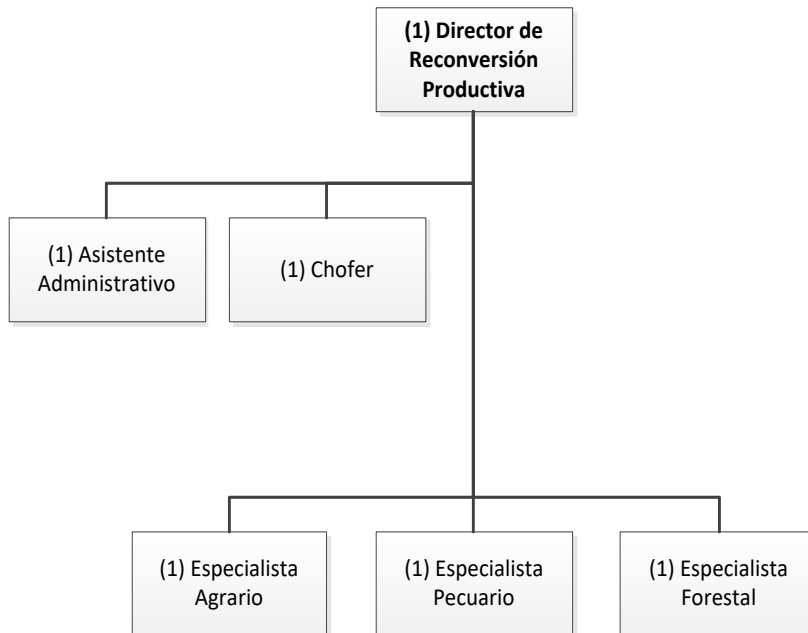 (1) Director de
Reconversión
Productiva
(1) Asistente
Administrativo
(1) Chofer
(1) Especialista
Agrario
(1) Especialista
Pecuario
(1) Especialista
Forestal